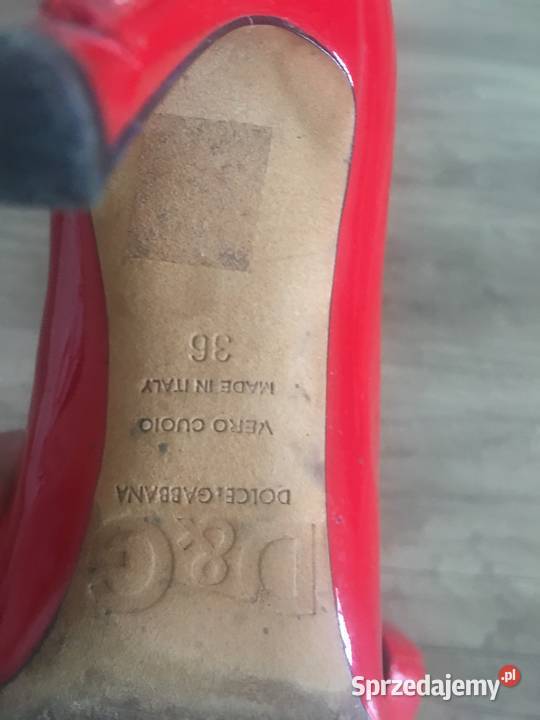 D&G
DOLCE & GABBANA
VERO CUOIO
MADE IN ITALY
36
Sprzedajemy.pl